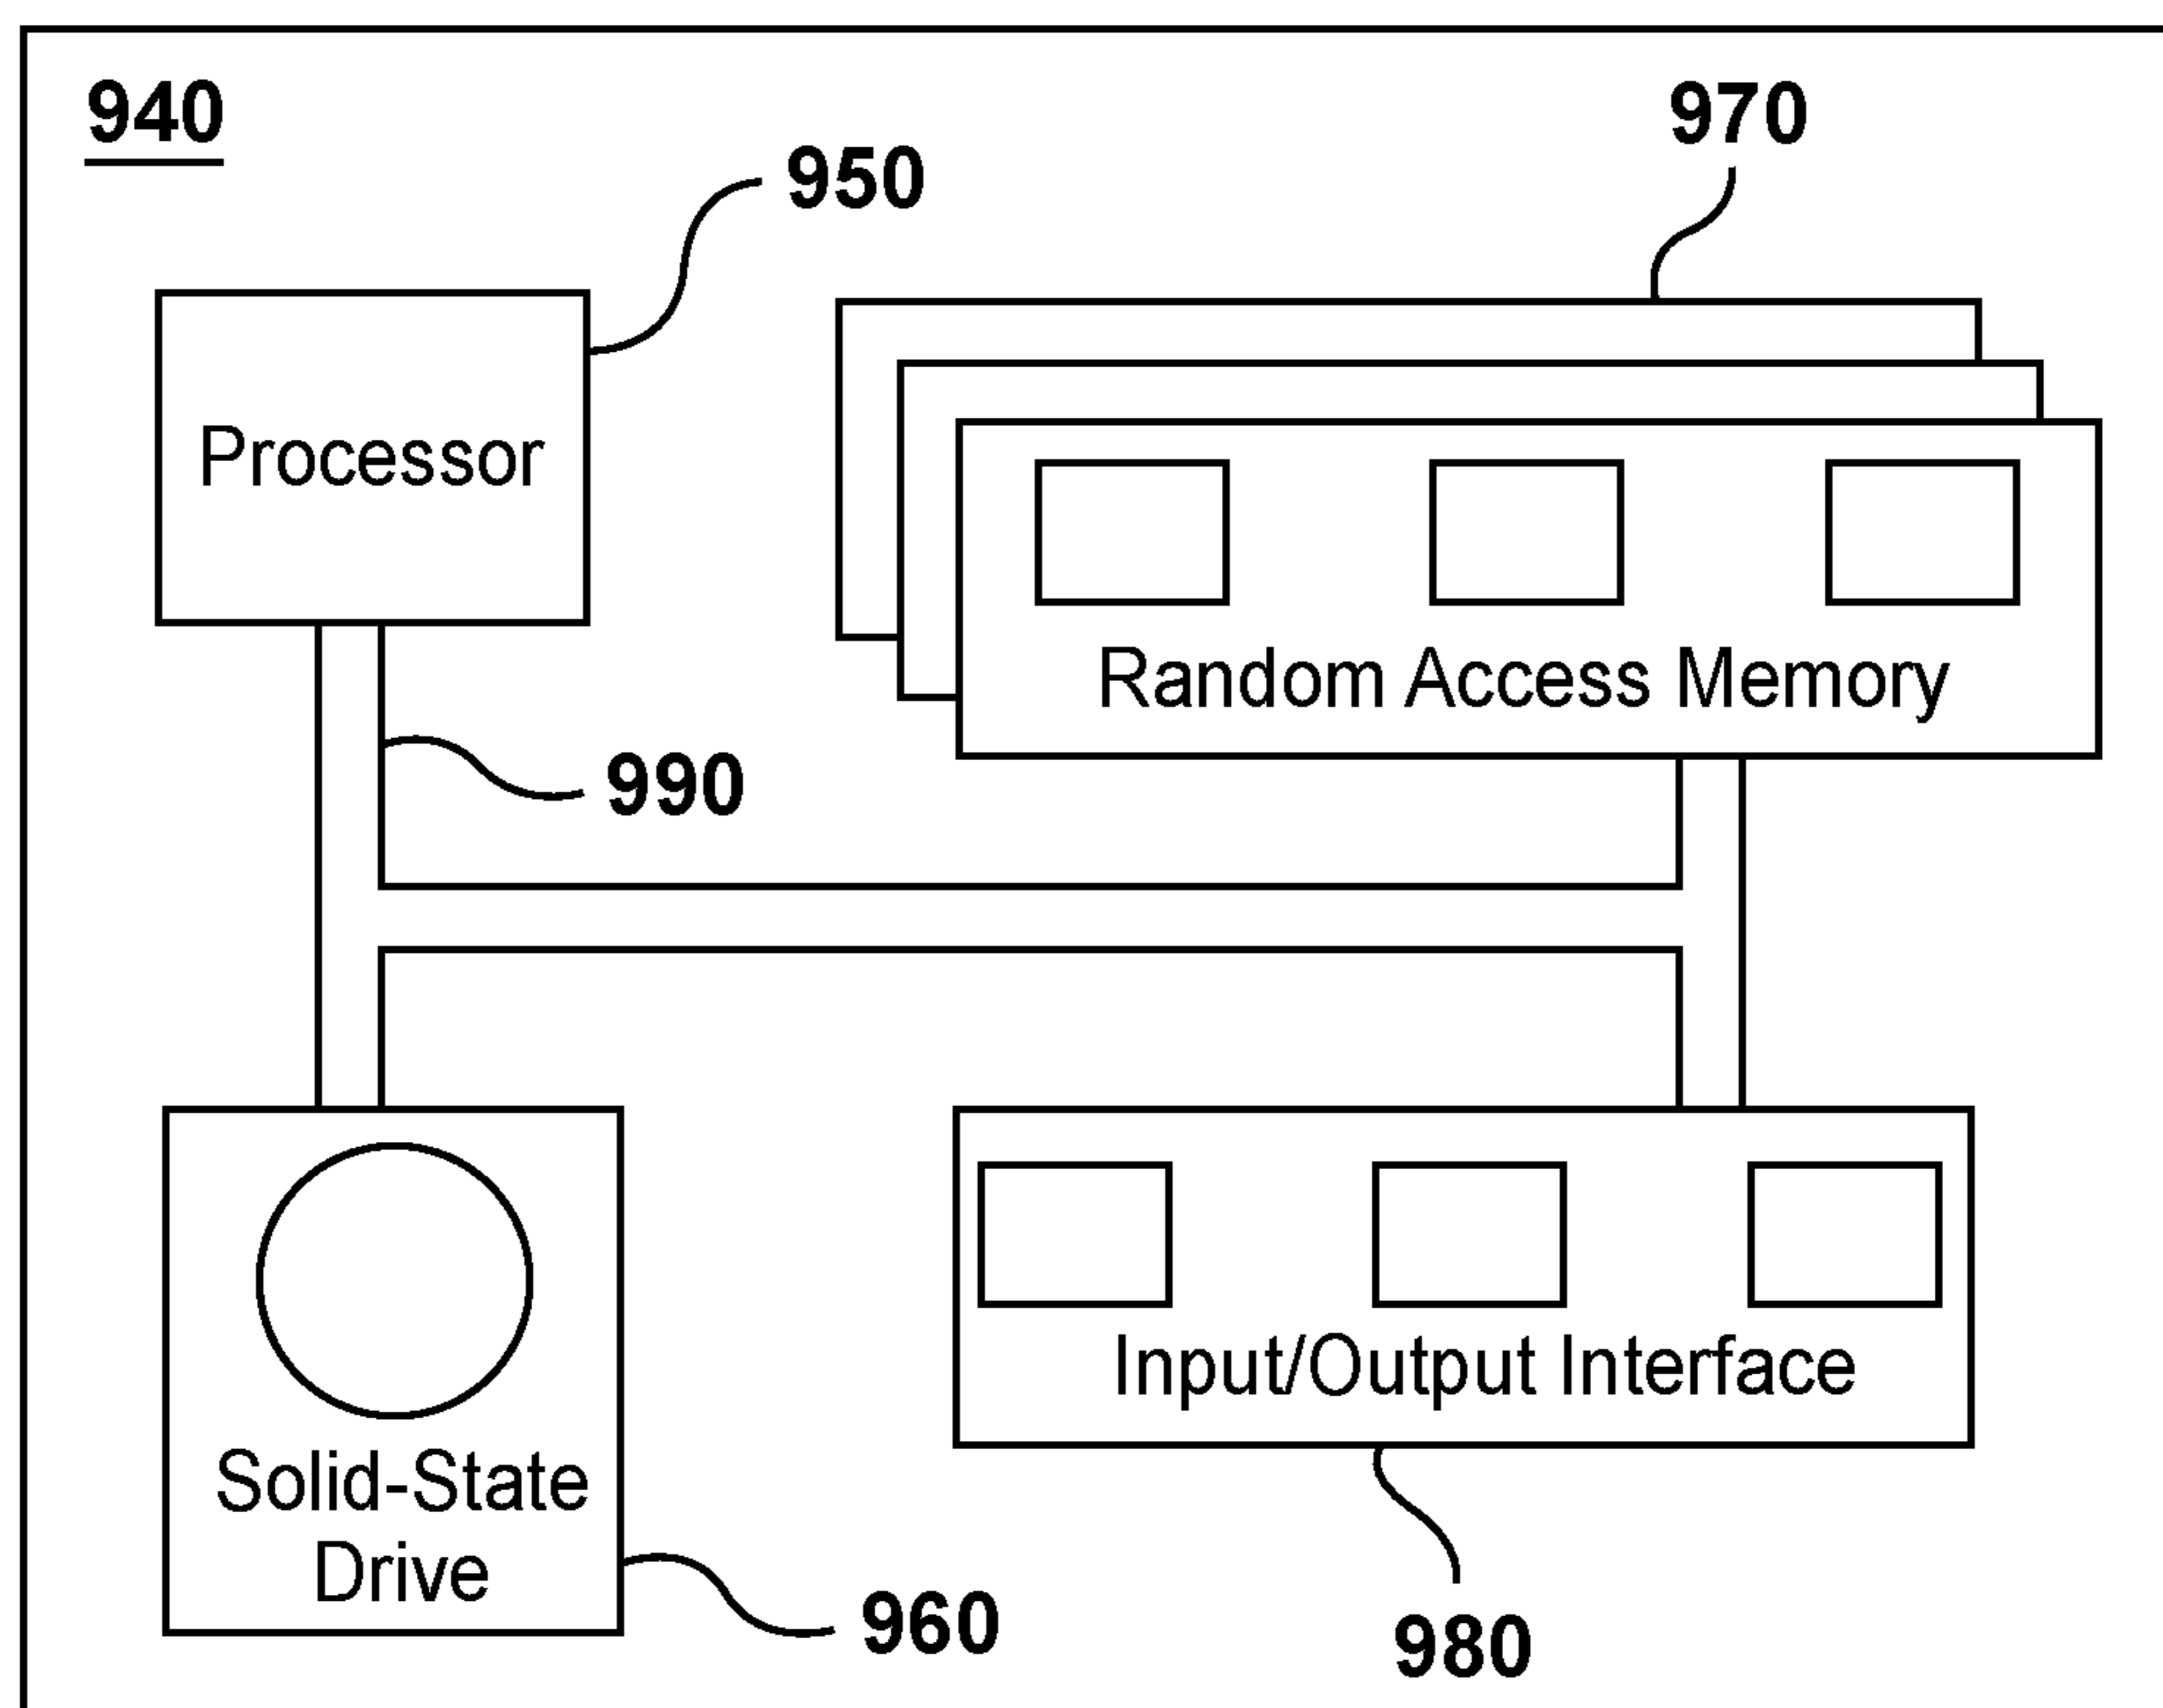 940
970
950
Processor
Random Access Memory
990
Input/Output Interface
Solid-State
Drive
960
980